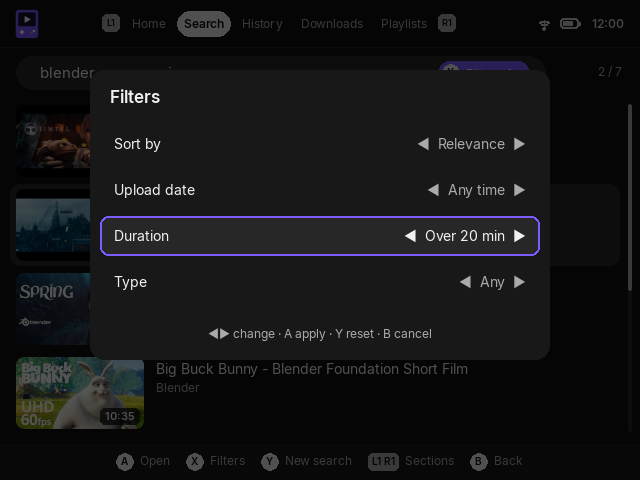 L1 Home Search History Downloads Playlists R1 12:00
blender
2 / 7
Filters
Sort by ◀ Relevance ▶
Upload date ◀ Any time ▶
Duration ◀ Over 20 min ▶
SPRING
blender
Type ◀ Any ▶
◀▶ change · A apply · Y reset · B cancel
Big Buck BUNNY
UHD
60fps
10:35
Big Buck Bunny - Blender Foundation Short Film
Blender
A Open X Filters Y New search L1 R1 Sections B Back